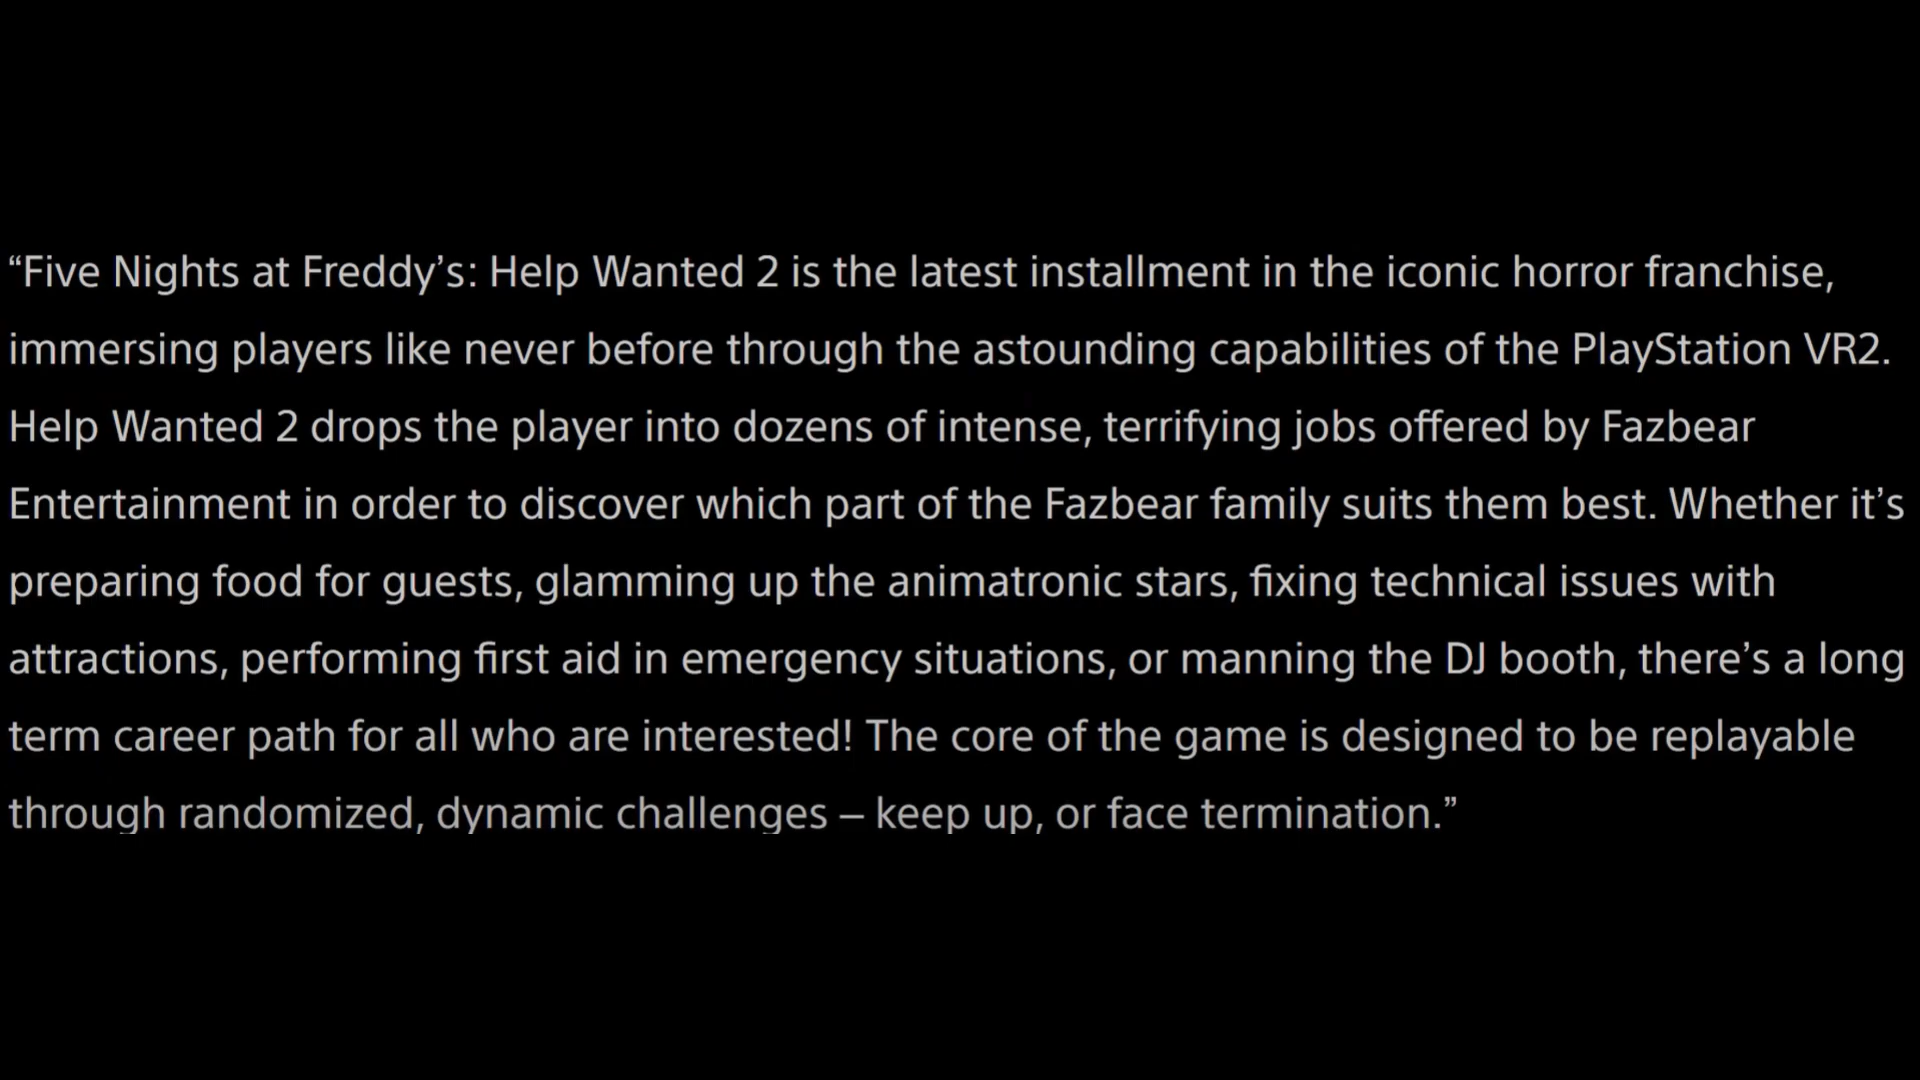 “Five Nights at Freddy’s: Help Wanted 2 is the latest installment in the iconic horror franchise,
immersing players like never before through the astounding capabilities of the PlayStation VR2.
Help Wanted 2 drops the player into dozens of intense, terrifying jobs offered by Fazbear
Entertainment in order to discover which part of the Fazbear family suits them best. Whether it’s
preparing food for guests, glamming up the animatronic stars, fixing technical issues with
attractions, performing first aid in emergency situations, or manning the DJ booth, there’s a long
term career path for all who are interested! The core of the game is designed to be replayable
through randomized, dynamic challenges – keep up, or face termination.”